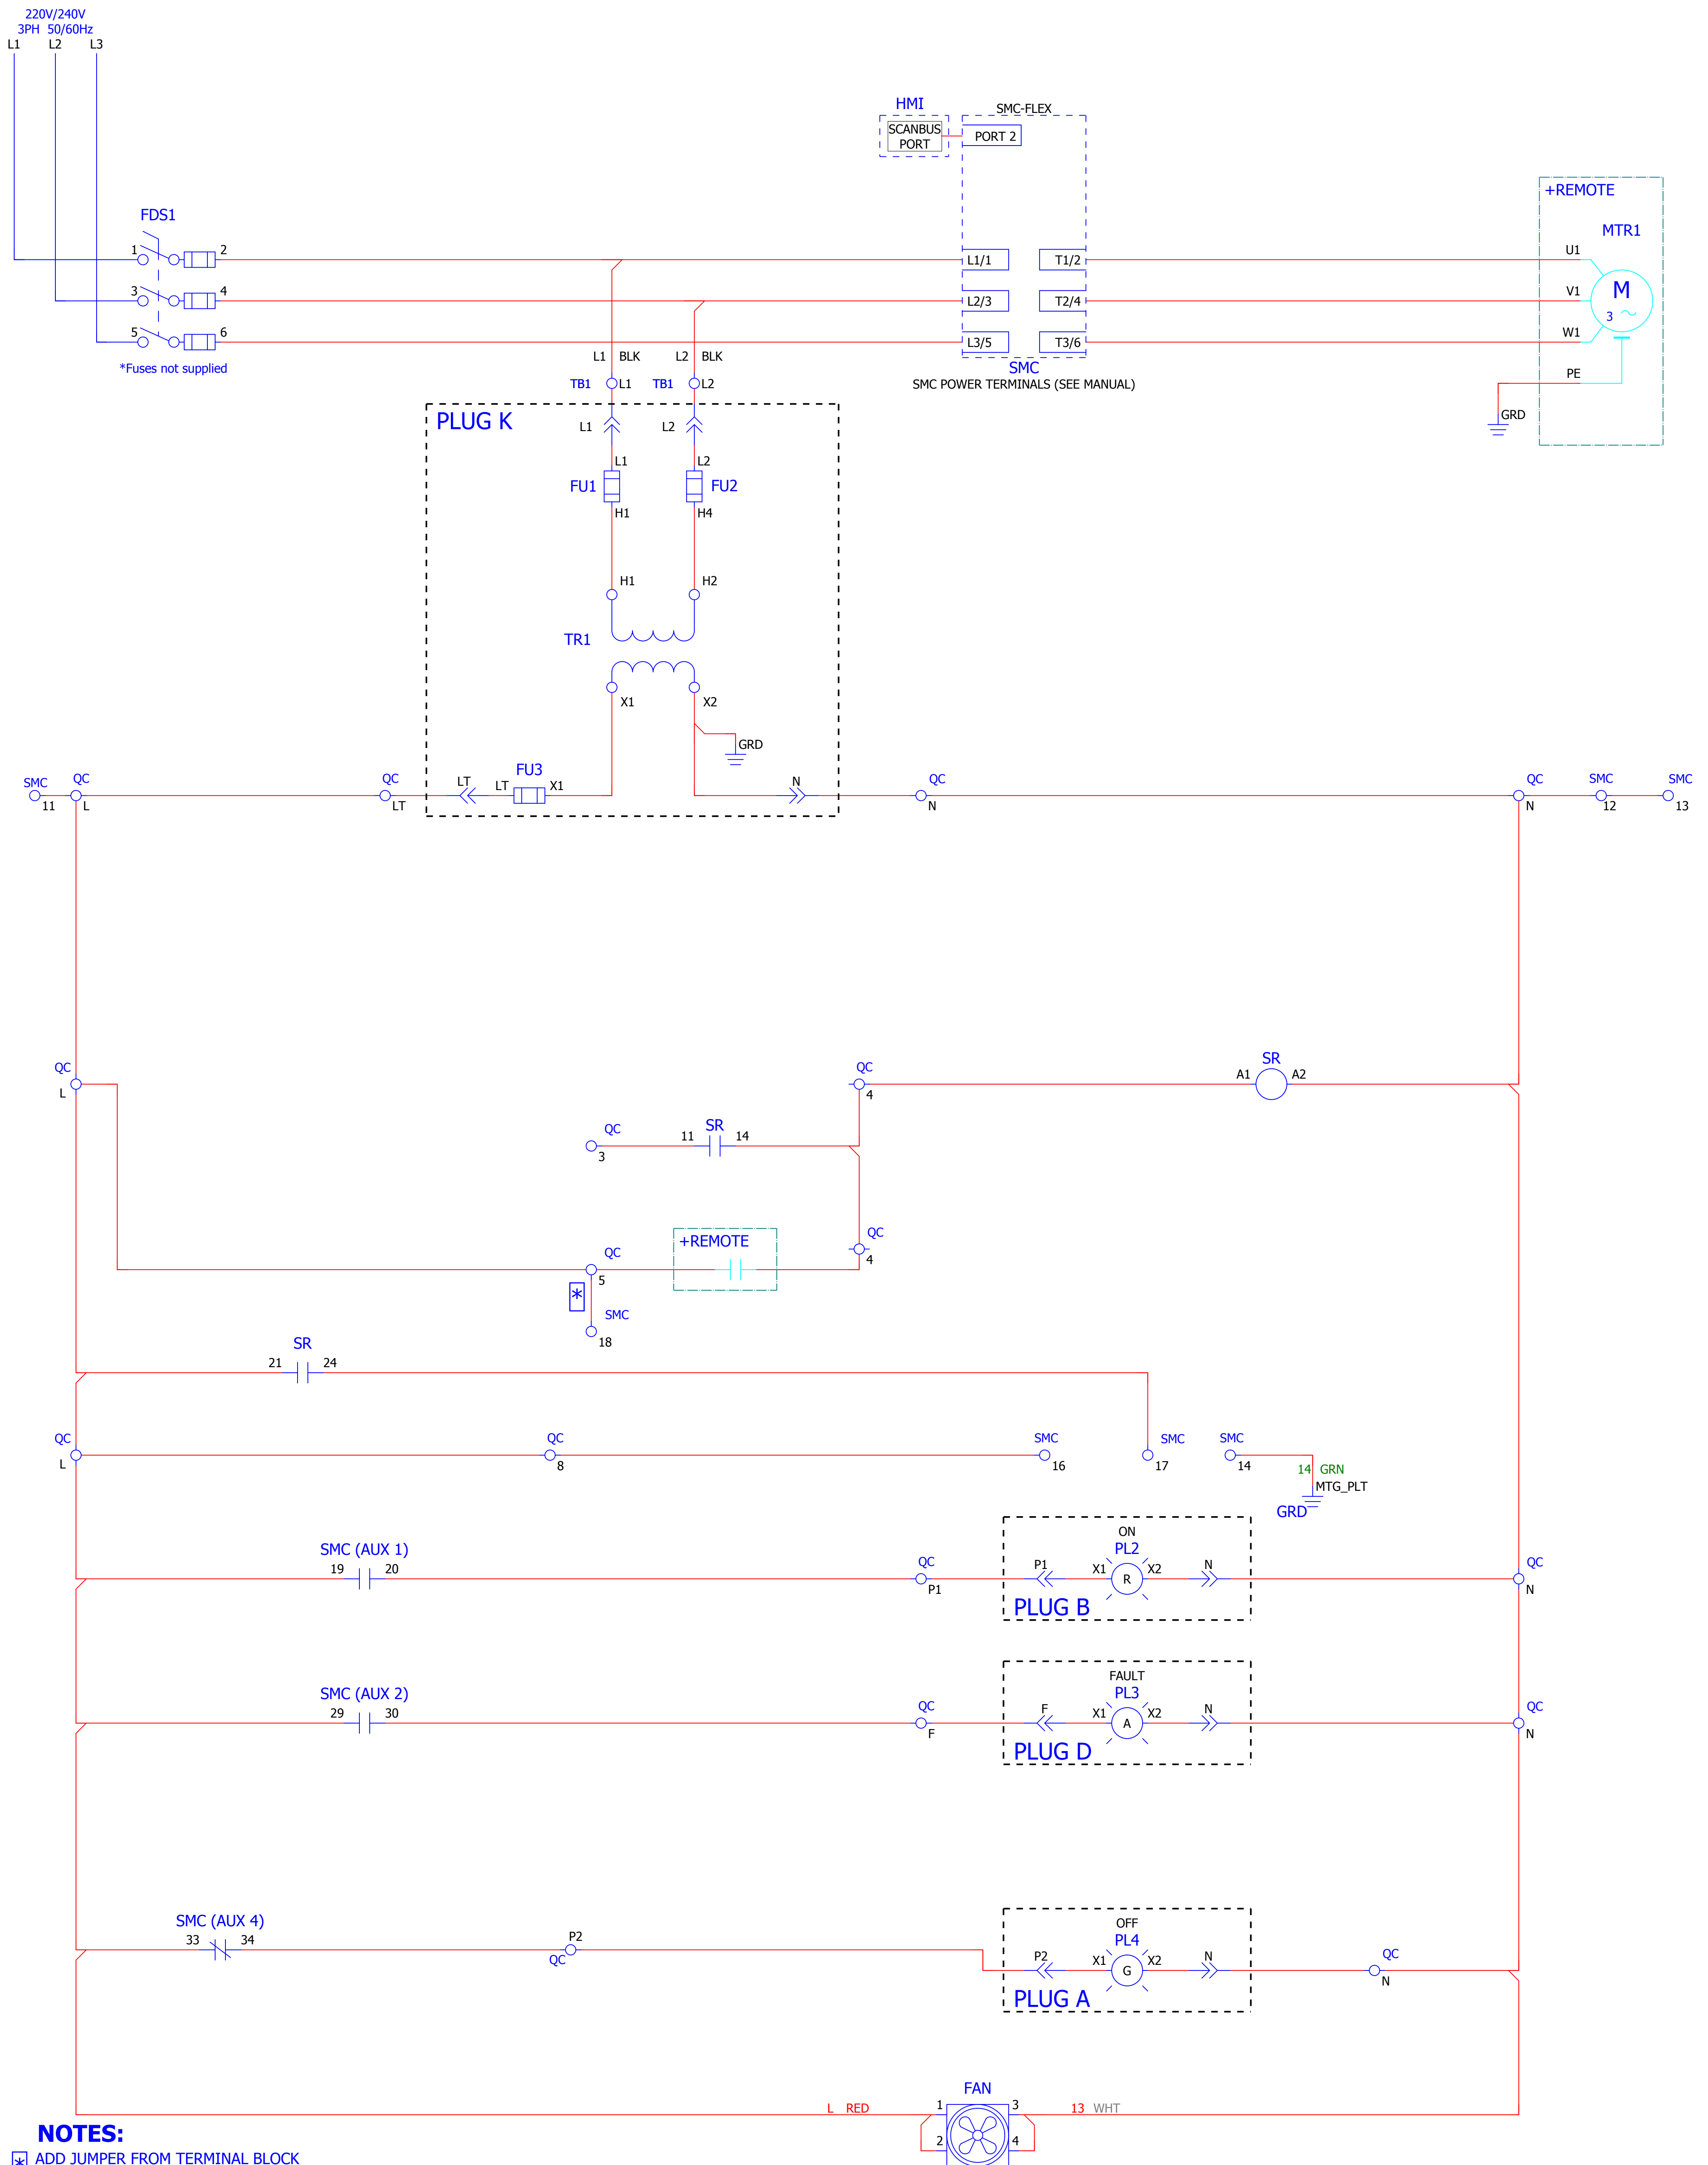 220V/240V
3PH 50/60Hz
L1 L2 L3
HMI
SMC-FLEX
SCANBUS
PORT
PORT 2
+REMOTE
MTR1
FDS1
1 2
L1/1 T1/2
U1
3 4
L2/3 T2/4
V1
M
3
5 6
L3/5 T3/6
W1
*Fuses not supplied
L1 BLK L2 BLK
SMC
SMC POWER TERMINALS (SEE MANUAL)
PE
GRD
TB1 L1 TB1 L2
PLUG K
L1 L2
L1 L2
FU1 FU2
H1 H4
H1 H2
TR1
X1 X2
GRD
SMC QC QC LT LT FU3 X1 N QC QC SMC SMC
11 L LT N N 12 13
QC QC SR
L 4 A1 A2
QC SR
3 11 14
QC +REMOTE QC
5 4
*
SMC
18
SR
21 24
QC QC SMC SMC SMC
L 8 16 17 14
14 GRN
MTG_PLT
GRD
SMC (AUX 1)
19 20
QC
P1
ON
PL2
P1 X1 R X2 N
PLUG B
QC
N
SMC (AUX 2)
29 30
QC
F
FAULT
PL3
F X1 A X2 N
PLUG D
QC
N
SMC (AUX 4)
33 34
P2
QC
OFF
PL4
P2 X1 G X2 N
PLUG A
QC
N
FAN
L RED 1 3 13 WHT
2 4
NOTES:
* ADD JUMPER FROM TERMINAL BLOCK